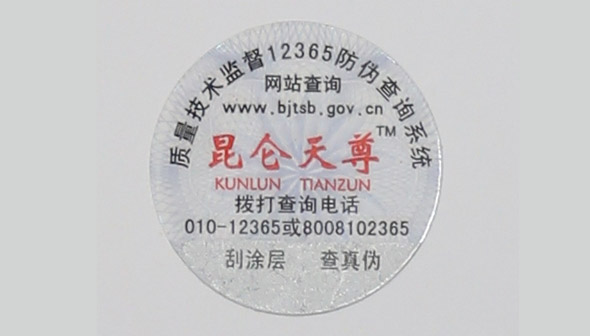 质量技术监督12365防伪查询系统
网站查询
www.bjtsb.gov.cn
昆仑天尊TM
KUNLUN TIANZUN
拨打查询电话
010-12365或8008102365
刮涂层 查真伪